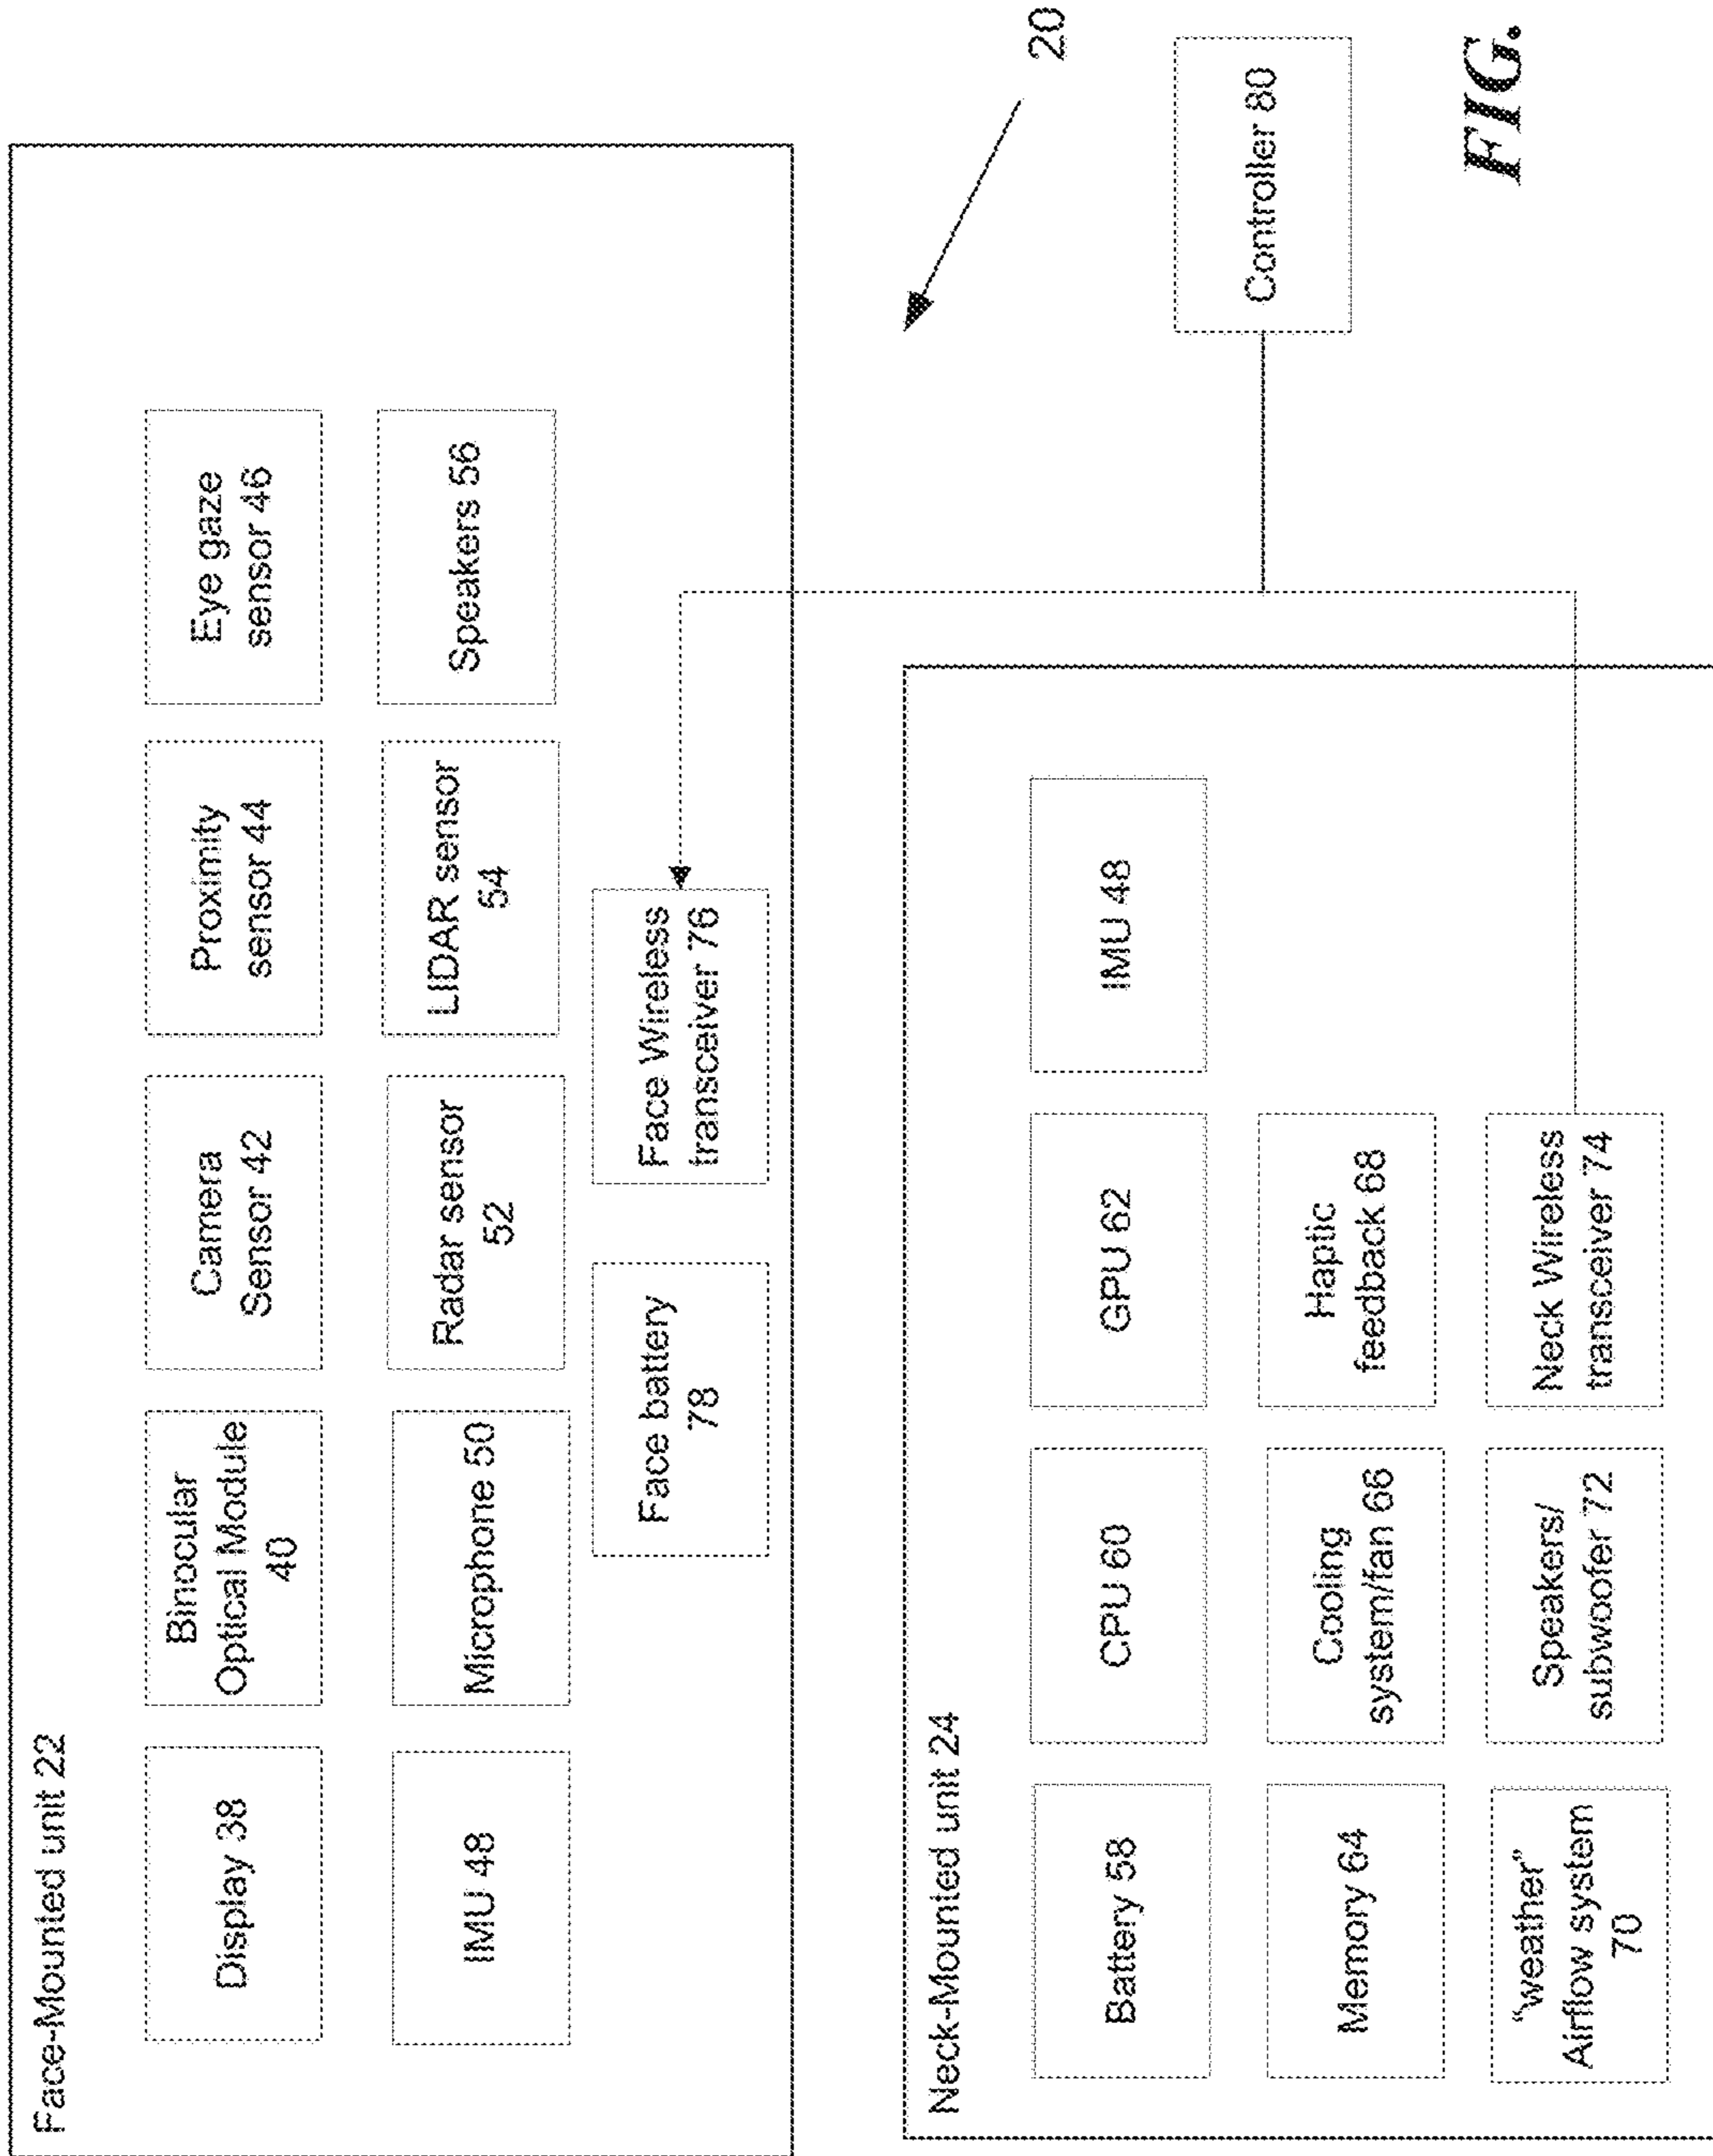 Face-Mounted unit 22
Display 38
Binocular
Optical Module
40
Camera
Sensor 42
Proximity
sensor 44
Eye gaze
sensor 46
IMU 48
Microphone 50
Radar sensor
52
LIDAR sensor
54
Speakers 56
Face battery
78
Face Wireless
transceiver 76
20
Neck-Mounted unit 24
Battery 58
CPU 60
GPU 62
IMU 48
Memory 64
Cooling
system/fan 66
Haptic
feedback 68
"weather"
Airflow system
70
Speakers/
subwoofer 72
Neck Wireless
transceiver 74
Controller 80
FIG.